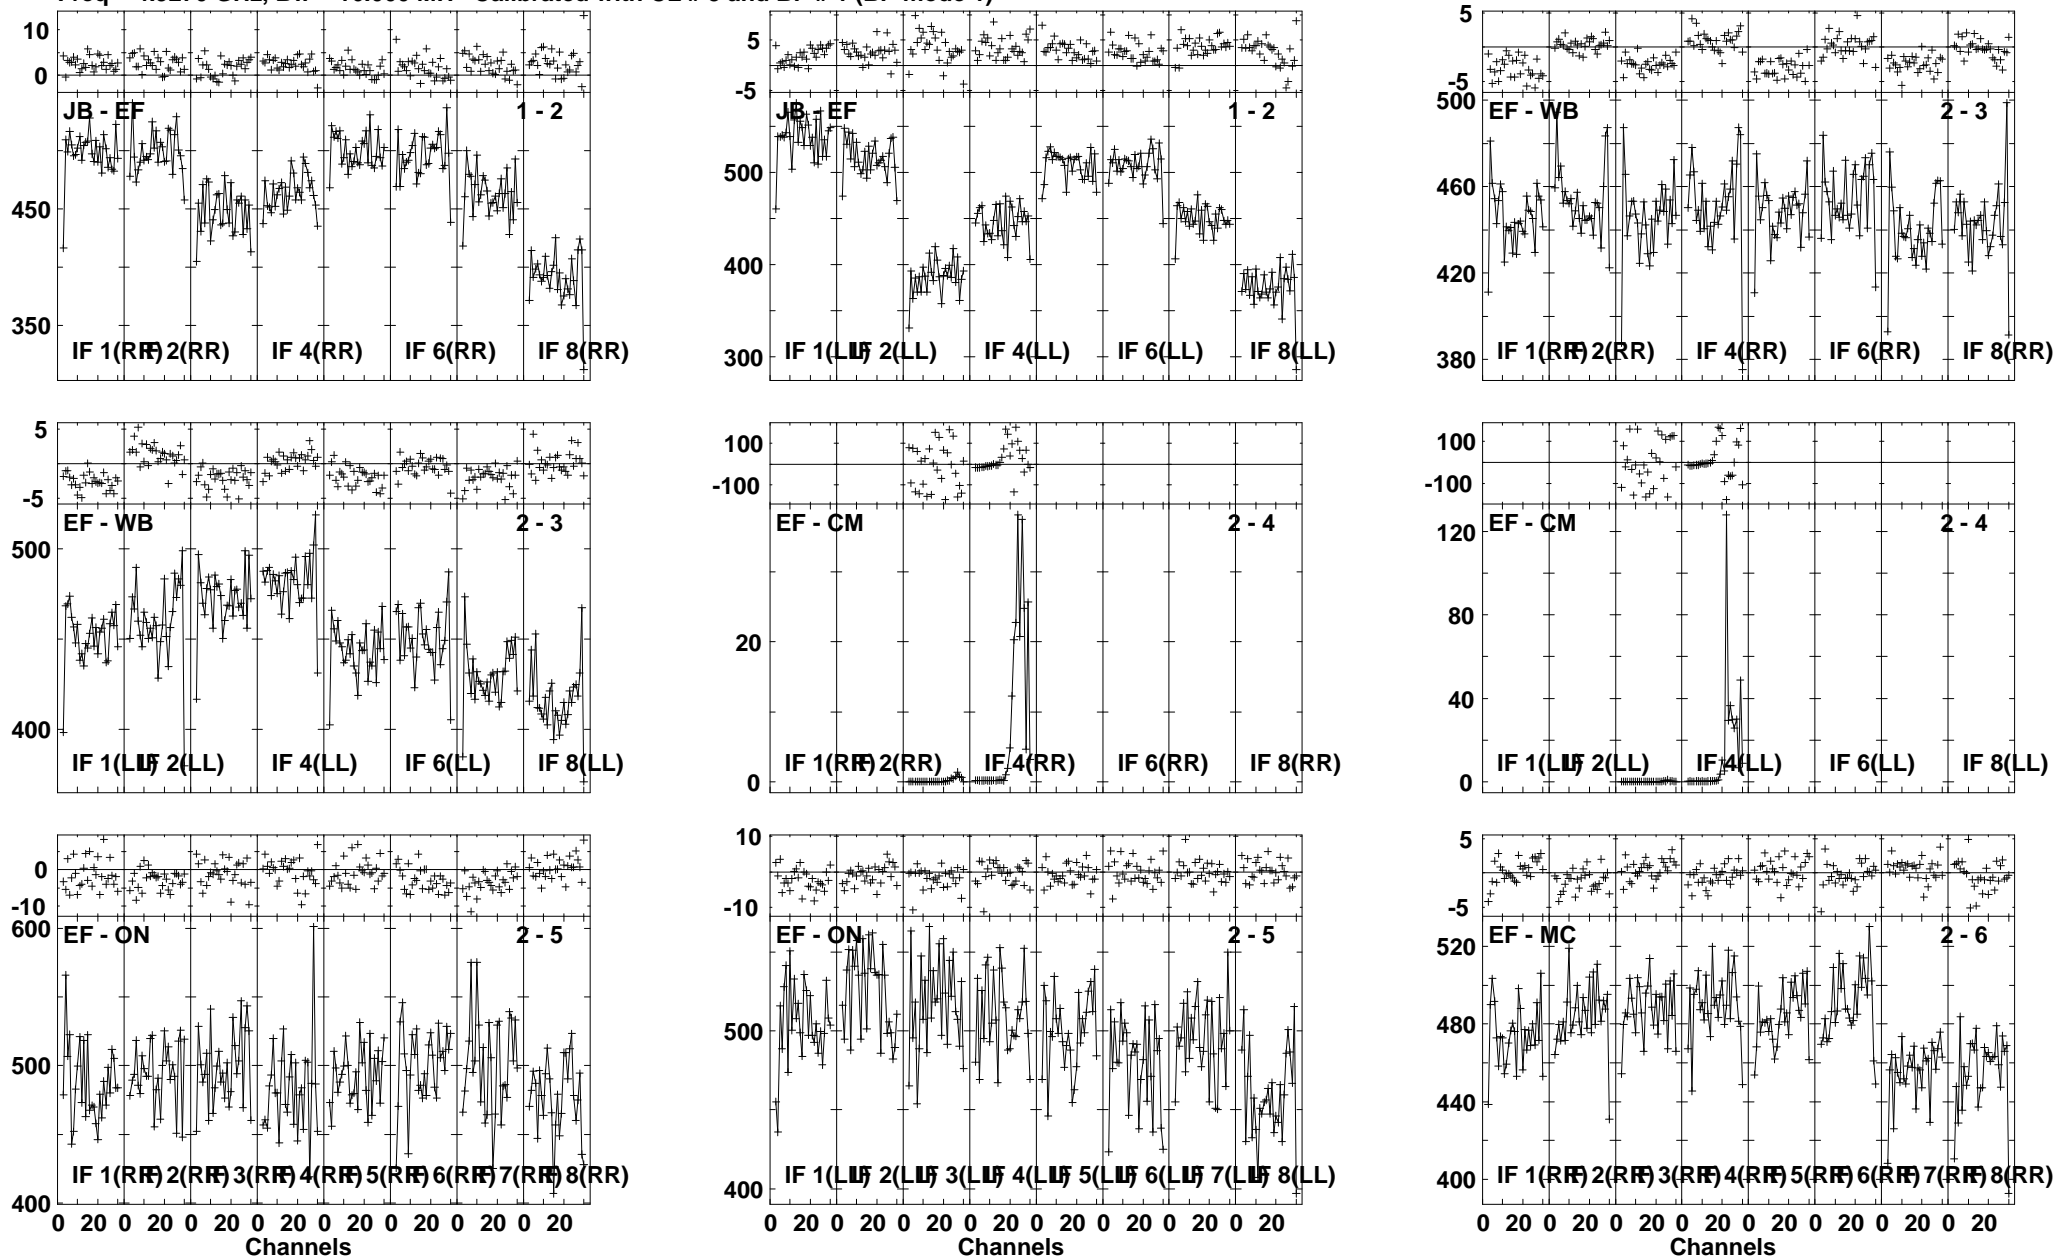 10
0
JB - EF
1 - 2
450
350
IF 1(RR)
IF 2(RR)
IF 4(RR)
IF 6(RR)
IF 8(RR)
5
-5
JB - EF
1 - 2
500
400
300
IF 1(LL)
IF 2(LL)
IF 4(LL)
IF 6(LL)
IF 8(LL)
5
-5
EF - WB
2 - 3
500
460
420
380
IF 1(RR)
IF 2(RR)
IF 4(RR)
IF 6(RR)
IF 8(RR)
5
-5
EF - WB
2 - 3
500
400
IF 1(LL)
IF 2(LL)
IF 4(LL)
IF 6(LL)
IF 8(LL)
100
-100
EF - CM
2 - 4
20
0
IF 1(RR)
IF 2(RR)
IF 4(RR)
IF 6(RR)
IF 8(RR)
100
-100
EF - CM
2 - 4
120
80
40
0
IF 1(LL)
IF 2(LL)
IF 4(LL)
IF 6(LL)
IF 8(LL)
0
-10
EF - ON
2 - 5
600
500
400
IF 1(RR)
IF 2(RR)
IF 3(RR)
IF 4(RR)
IF 5(RR)
IF 6(RR)
IF 7(RR)
IF 8(RR)
0 20 0 20 0 20 0 20 0 20 0 20 0 20 0 20
Channels
10
-10
EF - ON
2 - 5
500
400
IF 1(LL)
IF 2(LL)
IF 3(LL)
IF 4(LL)
IF 5(LL)
IF 6(LL)
IF 7(LL)
IF 8(LL)
0 20 0 20 0 20 0 20 0 20 0 20 0 20 0 20
Channels
5
-5
EF - MC
2 - 6
520
480
440
400
IF 1(RR)
IF 2(RR)
IF 3(RR)
IF 4(RR)
IF 5(RR)
IF 6(RR)
IF 7(RR)
IF 8(RR)
0 20 0 20 0 20 0 20 0 20 0 20 0 20 0 20
Channels